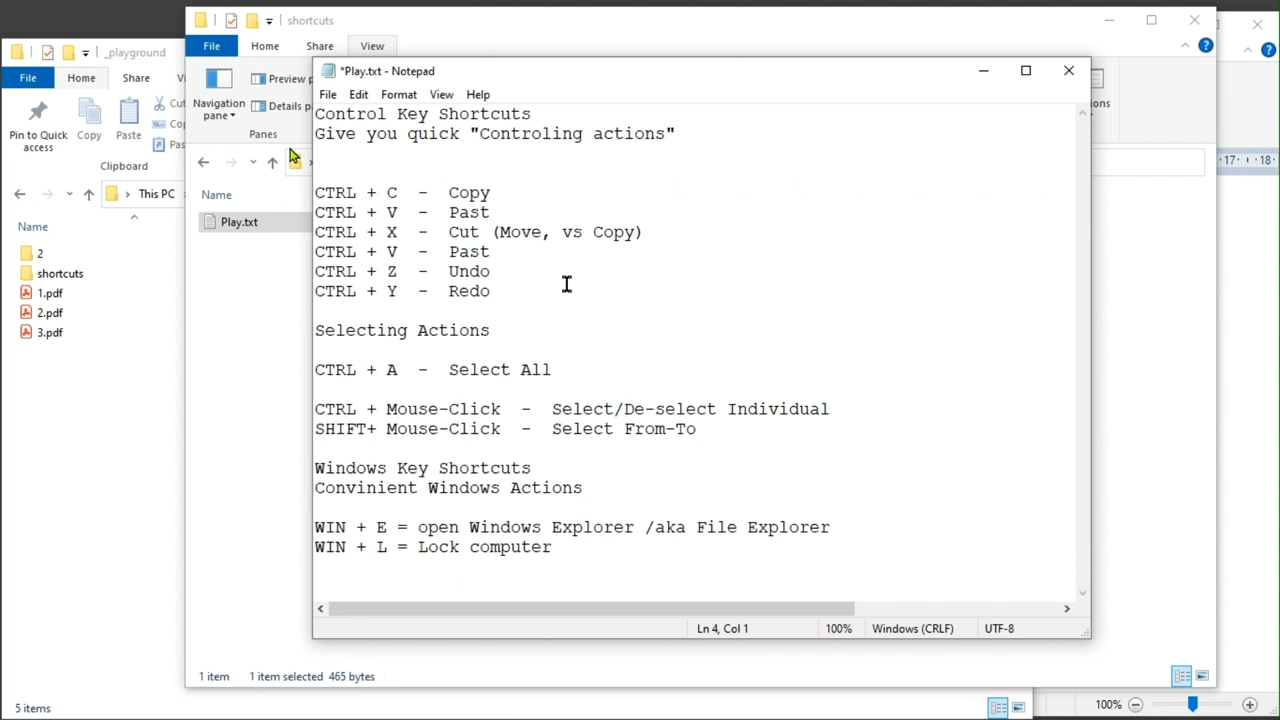 shortcuts
File
Home
Share
View
_playground
File
Home
Share
Pin to Quick
access
Copy
Paste
Clipboard
This PC
Name
2
shortcuts
1.pdf
2.pdf
3.pdf
5 items
Navigation
pane
Preview
Details
Panes
Name
Play.txt
1 item
1 item selected 465 bytes
*Play.txt - Notepad
File
Edit
Format
View
Help
Control Key Shortcuts
Give you quick "Controling actions"
CTRL + C - Copy
CTRL + V - Past
CTRL + X - Cut (Move, vs Copy)
CTRL + V - Past
CTRL + Z - Undo
CTRL + Y - Redo
Selecting Actions
CTRL + A - Select All
CTRL + Mouse-Click - Select/De-select Individual
SHIFT+ Mouse-Click - Select From-To
Windows Key Shortcuts
Convinient Windows Actions
WIN + E = open Windows Explorer /aka File Explorer
WIN + L = Lock computer
Ln 4, Col 1
100%
Windows (CRLF)
UTF-8
17
18
100%